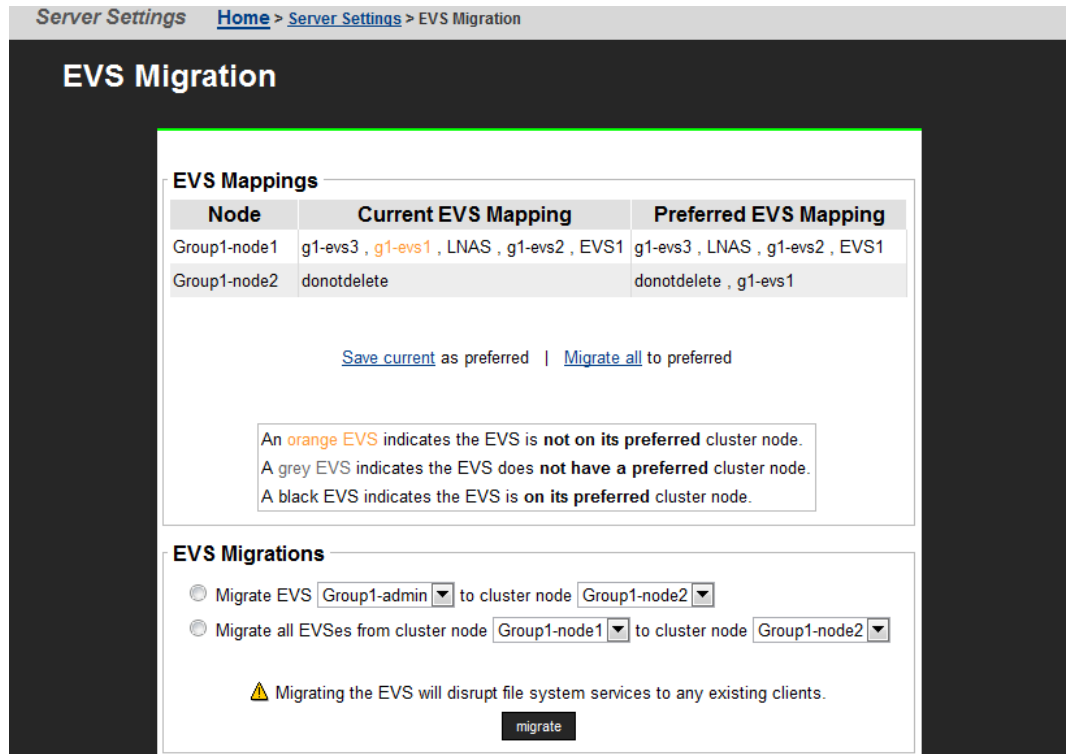 Server Settings Home > Server Settings > EVS Migration
EVS Migration
EVS Mappings
Node Current EVS Mapping Preferred EVS Mapping
Group1-node1 g1-evs3 , g1-evs1 , LNAS , g1-evs2 , EVS1 g1-evs3 , LNAS , g1-evs2 , EVS1
Group1-node2 donotdelete donotdelete , g1-evs1
Save current as preferred | Migrate all to preferred
An orange EVS indicates the EVS is not on its preferred cluster node.
A grey EVS indicates the EVS does not have a preferred cluster node.
A black EVS indicates the EVS is on its preferred cluster node.
EVS Migrations
Migrate EVS Group1-admin to cluster node Group1-node2
Migrate all EVSes from cluster node Group1-node1 to cluster node Group1-node2
Migrating the EVS will disrupt file system services to any existing clients.
migrate